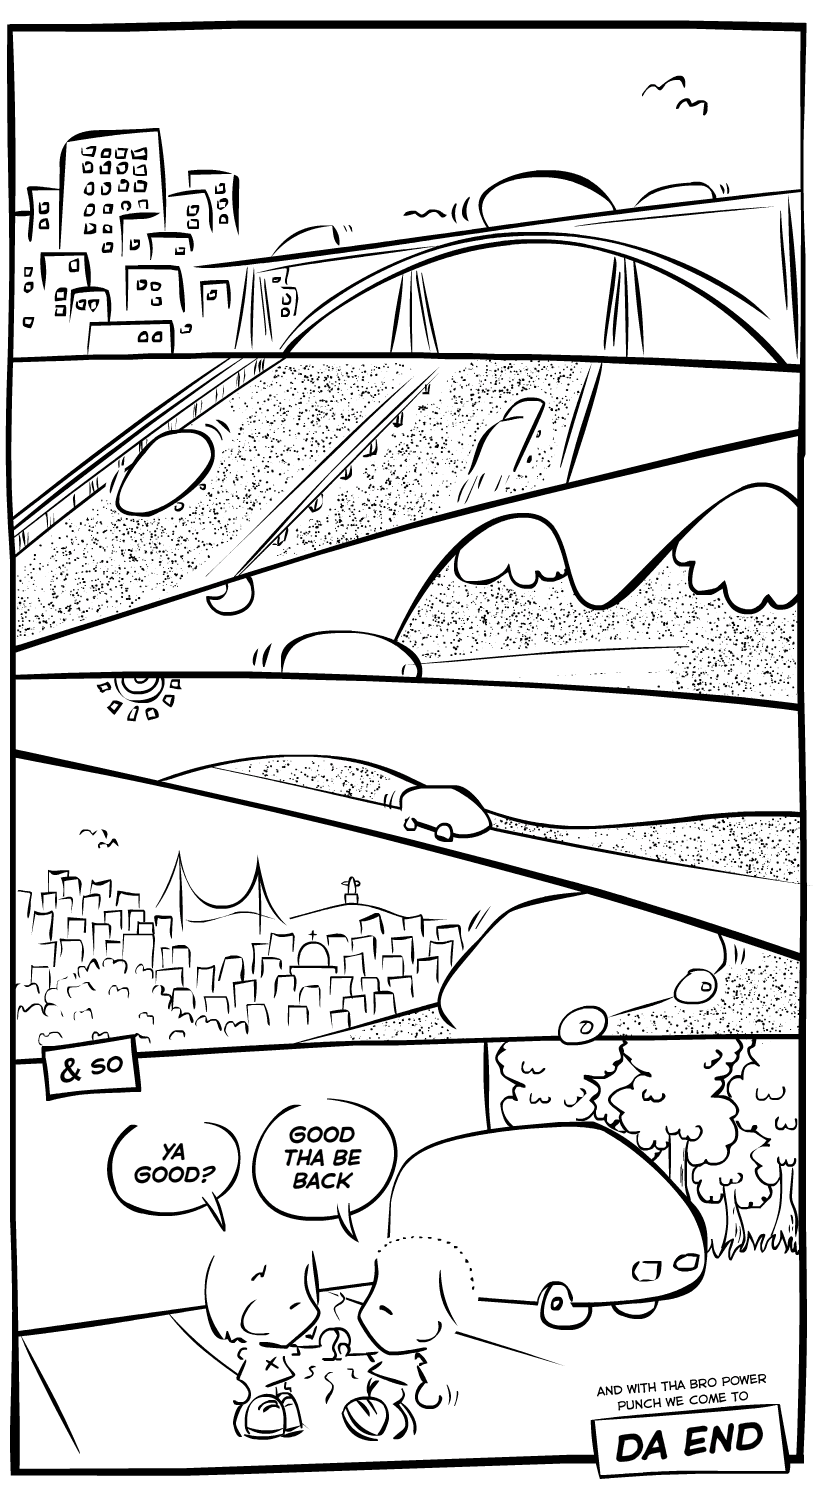 & SO
YA
GOOD?
GOOD
THA BE
BACK
AND WITH THA BRO POWER
PUNCH WE COME TO
DA END